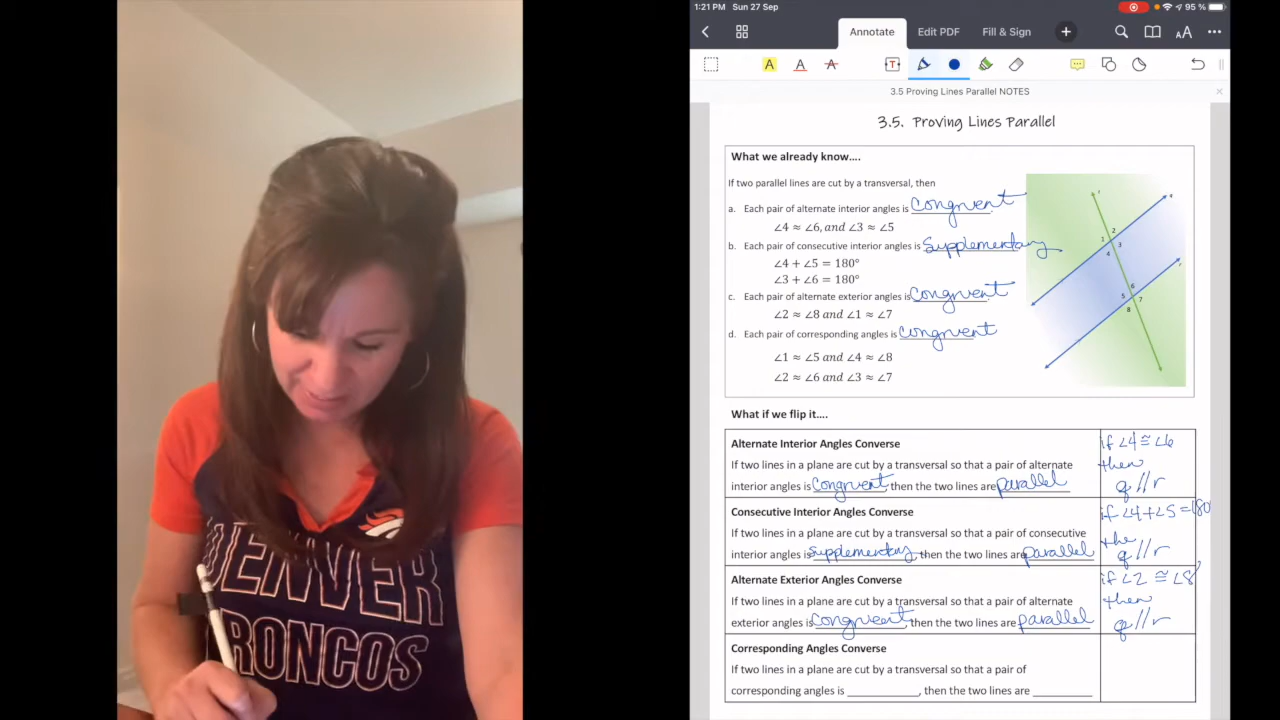 1:21 PM Sun 27 Sep
95 %
Annotate
Edit PDF
Fill & Sign
3.5 Proving Lines Parallel NOTES
3.5. Proving Lines Parallel
What we already know....
If two parallel lines are cut by a transversal, then
a. Each pair of alternate interior angles is congruent.
∠4 ≈ ∠6, and ∠3 ≈ ∠5
b. Each pair of consecutive interior angles is supplementary
∠4 + ∠5 = 180°
∠3 + ∠6 = 180°
c. Each pair of alternate exterior angles is congruent.
∠2 ≈ ∠8 and ∠1 ≈ ∠7
d. Each pair of corresponding angles is congruent
∠1 ≈ ∠5 and ∠4 ≈ ∠8
∠2 ≈ ∠6 and ∠3 ≈ ∠7
1 2
4 3
5 6
8 7
What if we flip it....
Alternate Interior Angles Converse
If two lines in a plane are cut by a transversal so that a pair of alternate
interior angles is congruent, then the two lines are parallel
if ∠4 ≅ ∠6
then
q // r
Consecutive Interior Angles Converse
If two lines in a plane are cut by a transversal so that a pair of consecutive
interior angles is supplementary, then the two lines are parallel
if ∠4 + ∠5 = 180
the
q // r
Alternate Exterior Angles Converse
If two lines in a plane are cut by a transversal so that a pair of alternate
exterior angles is congruent, then the two lines are parallel
if ∠2 ≅ ∠8
then
q // r
Corresponding Angles Converse
If two lines in a plane are cut by a transversal so that a pair of
corresponding angles is ____________, then the two lines are __________
DENVER
BRONCOS